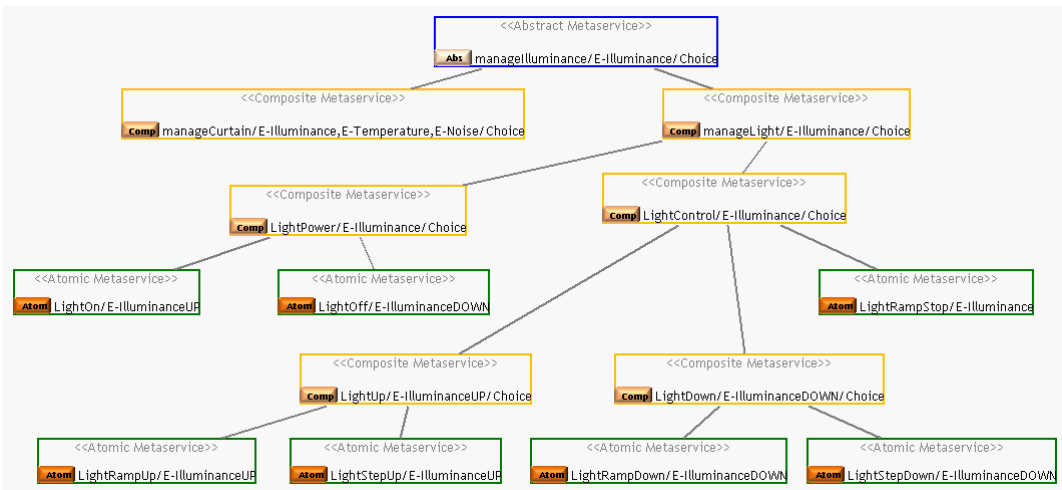 <<Abstract Metaservice>>
Abs manageIlluminance/E-Illuminance/Choice
<<Composite Metaservice>>
Comp manageCurtain/E-Illuminance,E-Temperature,E-Noise/Choice
<<Composite Metaservice>>
Comp manageLight/E-Illuminance/Choice
<<Composite Metaservice>>
Comp LightPower/E-Illuminance/Choice
<<Composite Metaservice>>
Comp LightControl/E-Illuminance/Choice
<<Atomic Metaservice>>
Atom LightOn/E-IlluminanceUP
<<Atomic Metaservice>>
Atom LightOff/E-IlluminanceDOWN
<<Atomic Metaservice>>
Atom LightRampStop/E-Illuminance
<<Composite Metaservice>>
Comp LightUp/E-IlluminanceUP/Choice
<<Composite Metaservice>>
Comp LightDown/E-IlluminanceDOWN/Choice
<<Atomic Metaservice>>
Atom LightRampUp/E-IlluminanceUP
<<Atomic Metaservice>>
Atom LightStepUp/E-IlluminanceUP
<<Atomic Metaservice>>
Atom LightRampDown/E-IlluminanceDOWN
<<Atomic Metaservice>>
Atom LightStepDown/E-IlluminanceDOWN